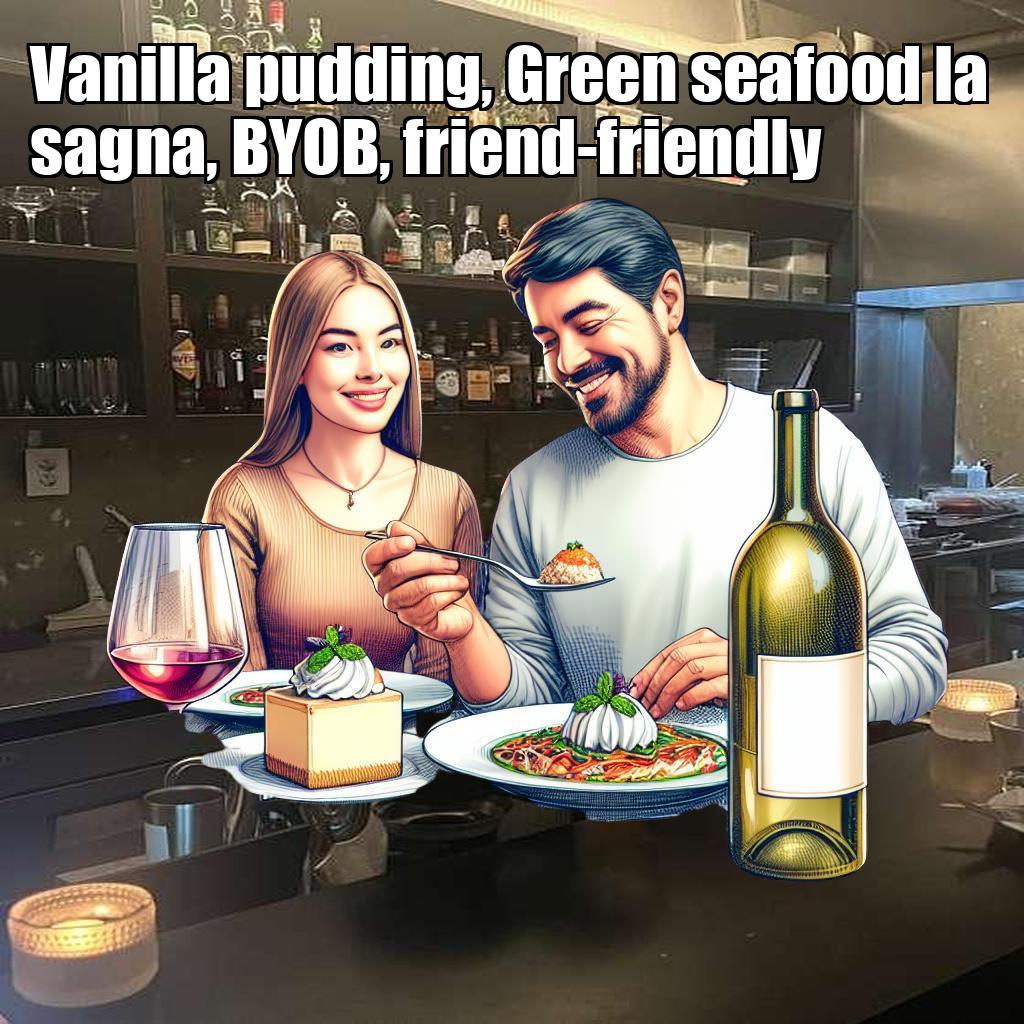 Vanilla pudding, Green seafood la
sagna, BYOB, friend-friendly